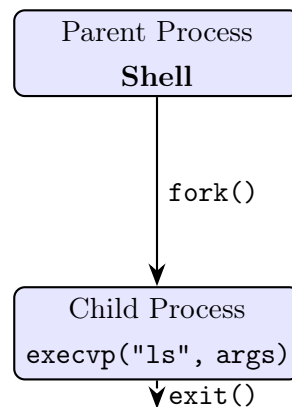 Parent Process
Shell
fork()
Child Process
execvp("ls", args)
exit()